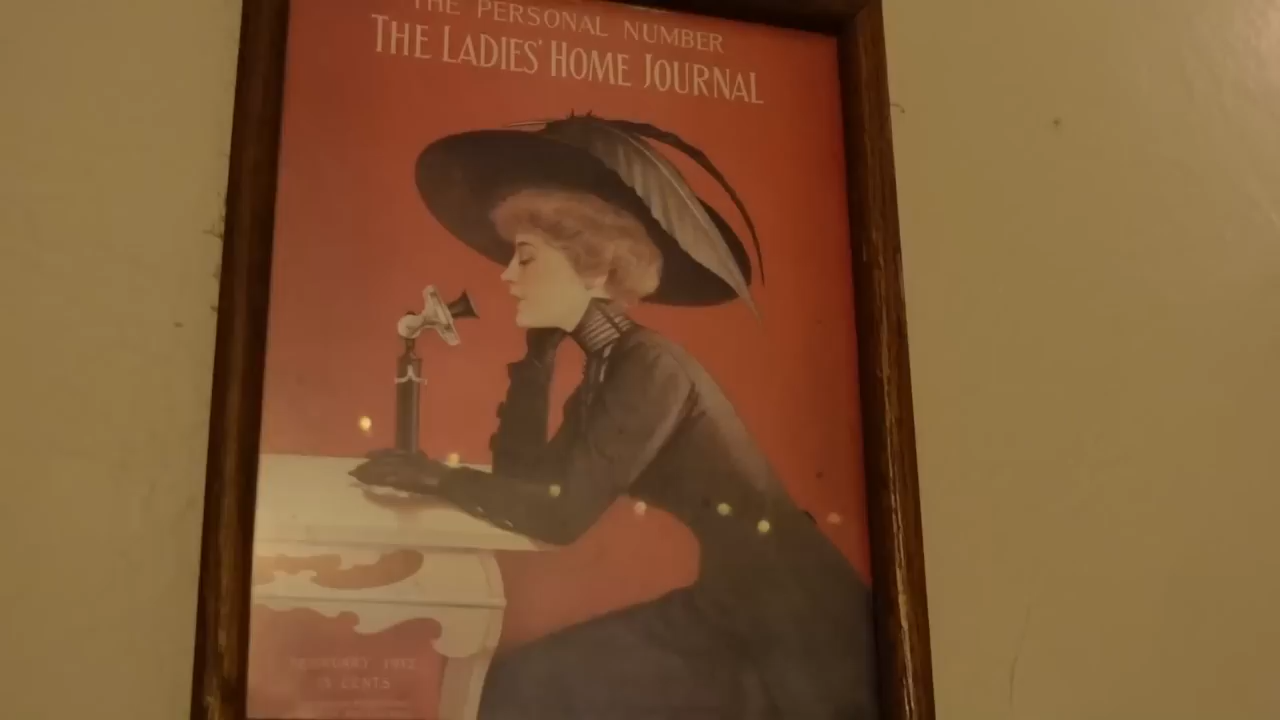 THE PERSONAL NUMBER
THE LADIES' HOME JOURNAL
FEBRUARY 1912
15 CENTS